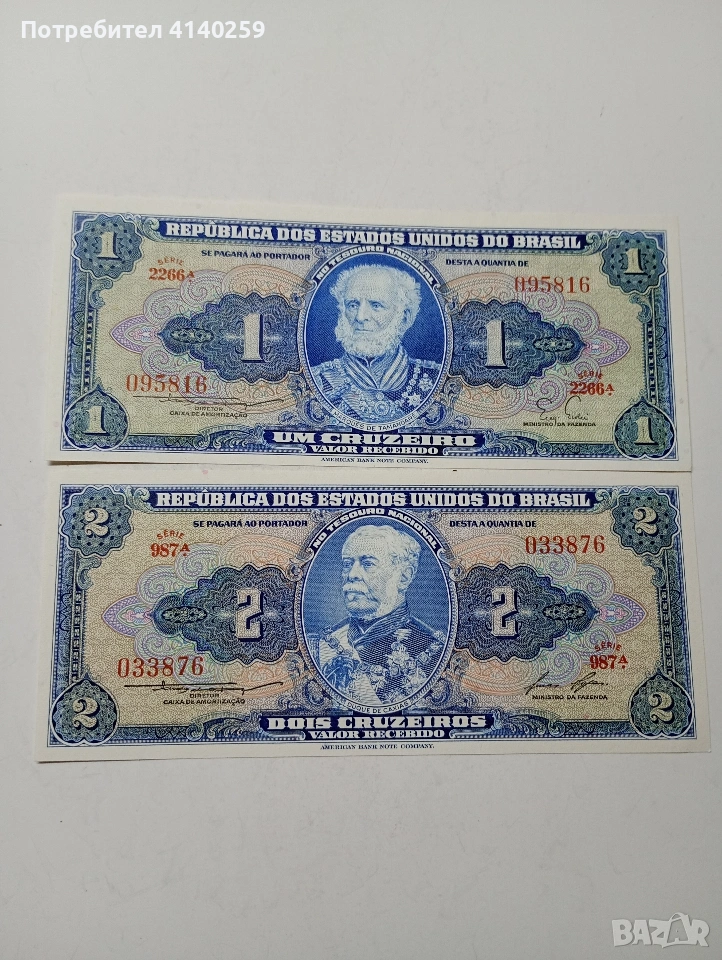 Потребител 4140259
1 REPÚBLICA DOS ESTADOS UNIDOS DO BRASIL 1
SE PAGARÁ AO PORTADOR NO TESOURO NACIONAL DESTA A QUANTIA DE
SÉRIE
2266ª 095816
1 1
095816 SÉRIE
2266ª
DIRETOR
CAIXA DE AMORTIZAÇÃO
MINISTRO DA FAZENDA
1 UM CRUZEIRO 1
VALOR RECEBIDO
AMERICAN BANK NOTE COMPANY.
2 REPÚBLICA DOS ESTADOS UNIDOS DO BRASIL 2
SE PAGARÁ AO PORTADOR NO TESOURO NACIONAL DESTA A QUANTIA DE
SÉRIE
987ª 033876
2 2
033876 SÉRIE
987ª
DUQUE DE CAXIAS
DIRETOR
CAIXA DE AMORTIZAÇÃO
MINISTRO DA FAZENDA
2 DOIS CRUZEIROS 2
VALOR RECEBIDO
AMERICAN BANK NOTE COMPANY.
BAZAR